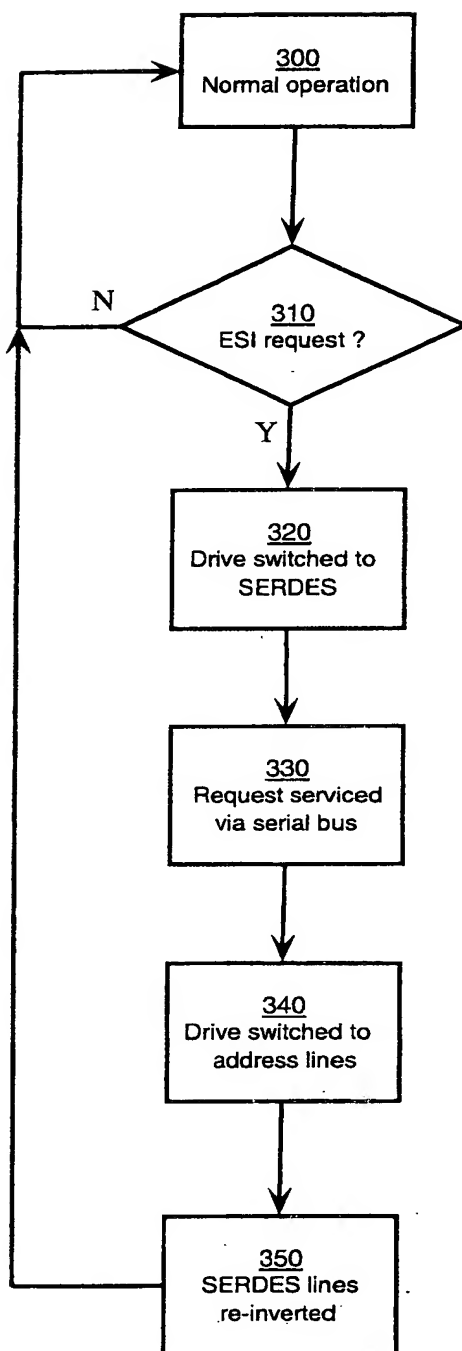 300
Normal operation
N
310
ESI request ?
Y
320
Drive switched to
SERDES
330
Request serviced
via serial bus
340
Drive switched to
address lines
350
SERDES lines
re-inverted